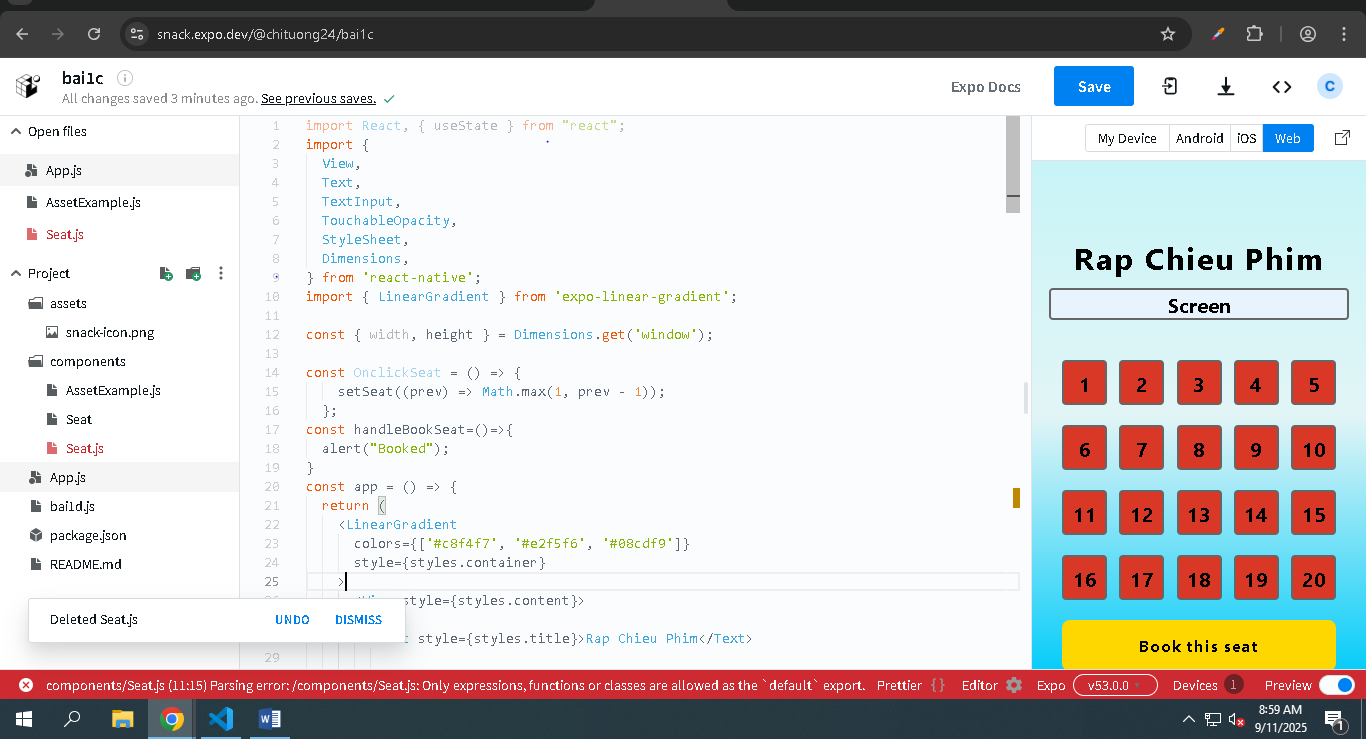 snack.expo.dev/@chituong24/bai1c
bai1c
All changes saved 3 minutes ago. See previous saves.
Expo Docs
Save
C
Open files
App.js
AssetExample.js
Seat.js
Project
assets
snack-icon.png
components
AssetExample.js
Seat
Seat.js
App.js
bai1d.js
package.json
README.md
Deleted Seat.js UNDO DISMISS
1 import React, { useState } from "react";
2 import {
3 View,
4 Text,
5 TextInput,
6 TouchableOpacity,
7 StyleSheet,
8 Dimensions,
9 } from 'react-native';
10 import { LinearGradient } from 'expo-linear-gradient';
11
12 const { width, height } = Dimensions.get('window');
13
14 const OnclickSeat = () => {
15 setSeat((prev) => Math.max(1, prev - 1));
16 };
17 const handleBookSeat=()=>{
18 alert("Booked");
19 }
20 const app = () => {
21 return (
22 <LinearGradient
23 colors={['#c8f4f7', '#e2f5f6', '#08cdf9']}
24 style={styles.container}
25 >
style={styles.content}>
style={styles.title}>Rap Chieu Phim</Text>
29
My Device Android iOS Web
Rap Chieu Phim
Screen
1 2 3 4 5
6 7 8 9 10
11 12 13 14 15
16 17 18 19 20
Book this seat
components/Seat.js (11:15) Parsing error: /components/Seat.js: Only expressions, functions or classes are allowed as the `default` export. Prettier {} Editor Expo v53.0.0 Devices 1 Preview
8:59 AM
9/11/2025
1